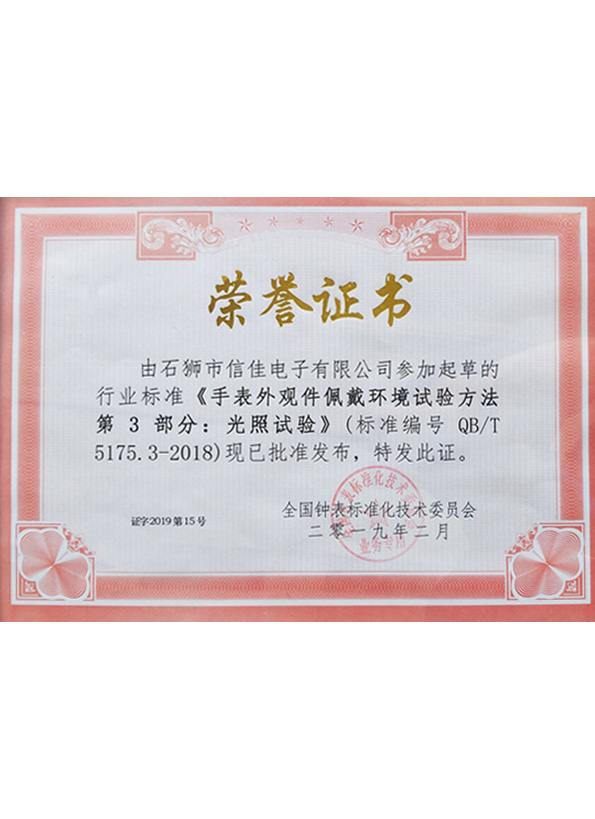 荣誉证书
由石狮市信佳电子有限公司参加起草的
行业标准《手表外观件佩戴环境试验方法
第 3 部分：光照试验》(标准编号 QB/T
5175.3-2018)现已批准发布，特发此证。
全国钟表标准化技术委员会
证字2019第15号
二零一九年二月
业务专用